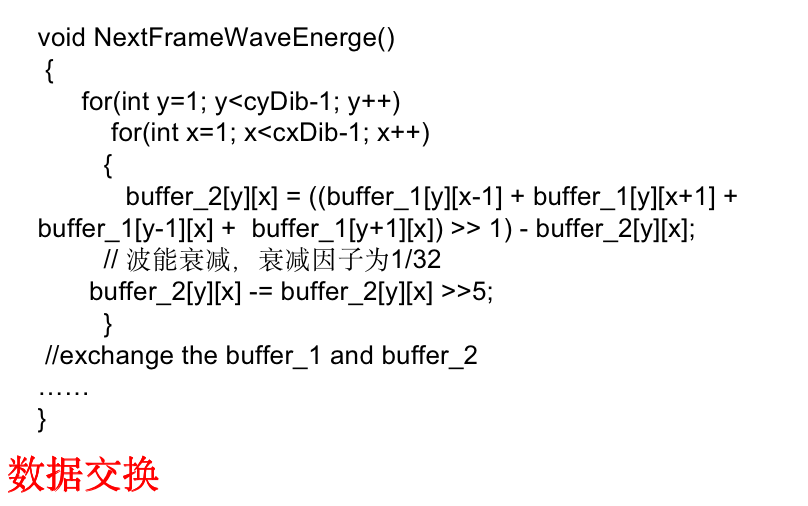 void NextFrameWaveEnerge()
{
for(int y=1; y<cyDib-1; y++)
for(int x=1; x<cxDib-1; x++)
{
buffer_2[y][x] = ((buffer_1[y][x-1] + buffer_1[y][x+1] +
buffer_1[y-1][x] +  buffer_1[y+1][x]) >> 1) - buffer_2[y][x];
// 波能衰减，衰减因子为1/32
buffer_2[y][x] -= buffer_2[y][x] >>5;
}
//exchange the buffer_1 and buffer_2
……
}
数据交换